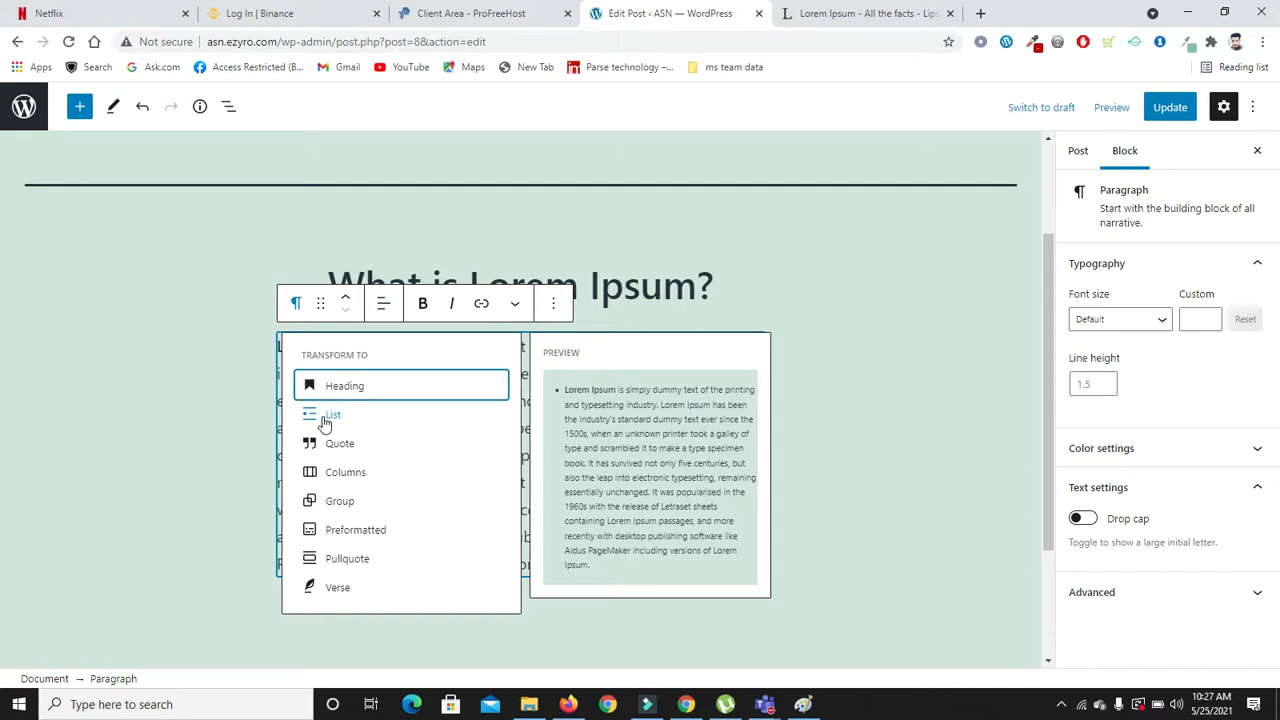 Netflix
Log In | Binance
Client Area - ProFreeHost
Edit Post ‹ ASN — WordPress
Lorem Ipsum - All the facts - Lips
Not secure
asn.ezyro.com/wp-admin/post.php?post=8&action=edit
Apps
Search
Ask.com
Access Restricted (B...
Gmail
YouTube
Maps
New Tab
Parse technology –...
ms team data
Reading list
Switch to draft
Preview
Update
Post
Block
Paragraph
Start with the building block of all
narrative.
Typography
Font size
Custom
Default
Reset
Line height
1.5
Color settings
Text settings
Drop cap
Toggle to show a large initial letter.
Advanced
What is Lorem Ipsum?
B
I
TRANSFORM TO
Heading
List
Quote
Columns
Group
Preformatted
Pullquote
Verse
PREVIEW
• Lorem Ipsum is simply dummy text of the printing
and typesetting industry. Lorem Ipsum has been
the industry's standard dummy text ever since the
1500s, when an unknown printer took a galley of
type and scrambled it to make a type specimen
book. It has survived not only five centuries, but
also the leap into electronic typesetting, remaining
essentially unchanged. It was popularised in the
1960s with the release of Letraset sheets
containing Lorem Ipsum passages, and more
recently with desktop publishing software like
Aldus PageMaker including versions of Lorem
Ipsum.
Document → Paragraph
Type here to search
10:27 AM
5/25/2021